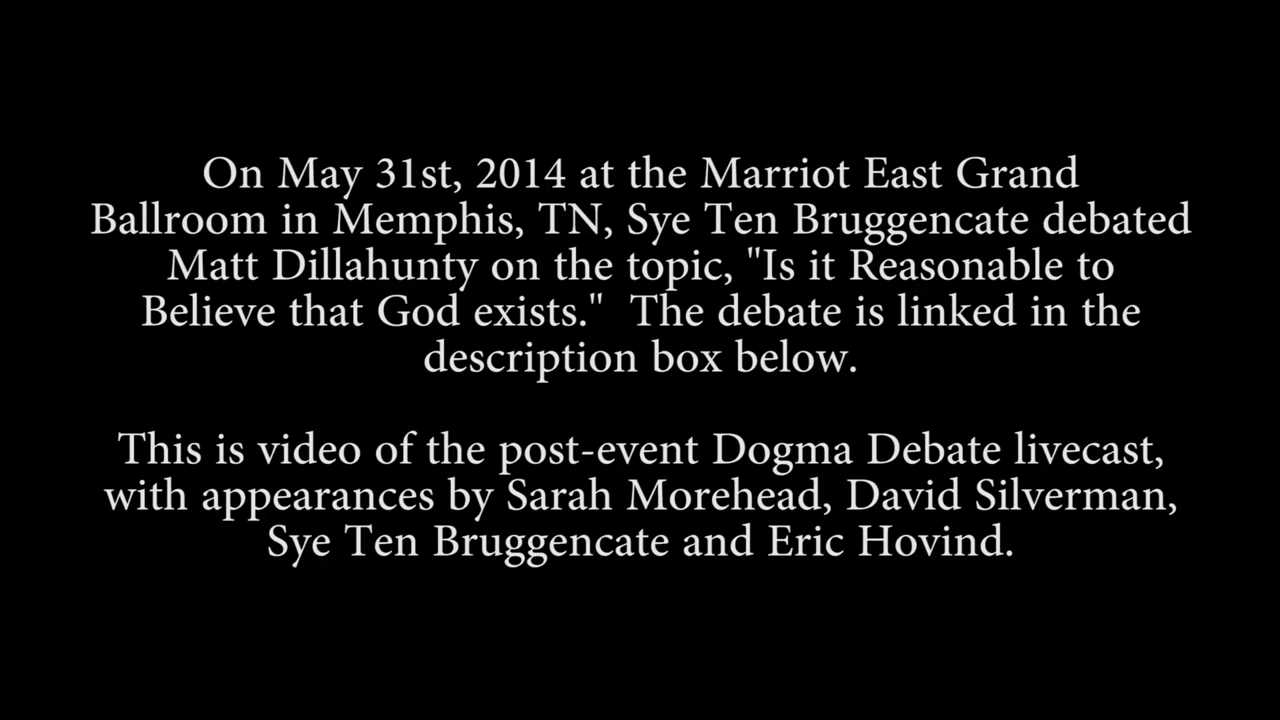 On May 31st, 2014 at the Marriot East Grand
Ballroom in Memphis, TN, Sye Ten Bruggencate debated
Matt Dillahunty on the topic, "Is it Reasonable to
Believe that God exists."  The debate is linked in the
description box below.
This is video of the post-event Dogma Debate livecast,
with appearances by Sarah Morehead, David Silverman,
Sye Ten Bruggencate and Eric Hovind.